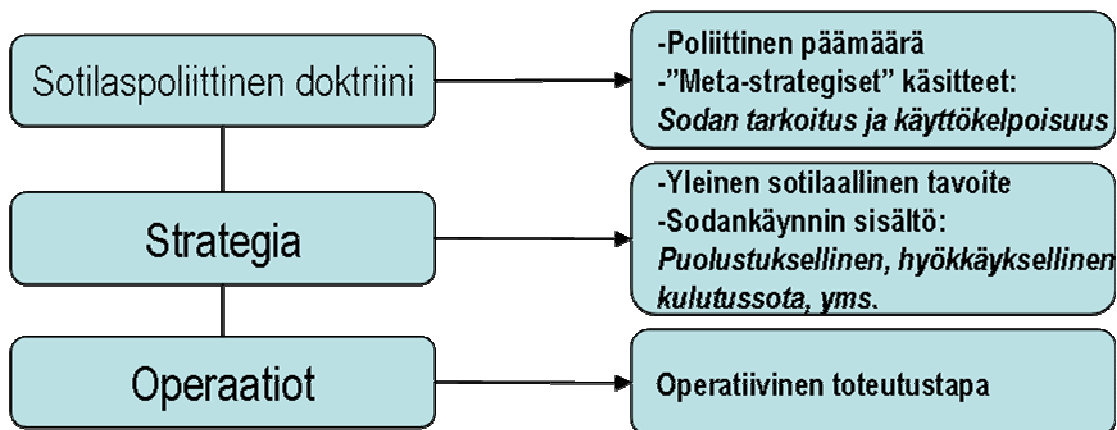 Sotilaspoliittinen doktriini
-Poliittinen päämäärä
-”Meta-strategiset” käsitteet:
Sodan tarkoitus ja käyttökelpoisuus
Strategia
-Yleinen sotilaallinen tavoite
-Sodankäynnin sisältö:
Puolustuksellinen, hyökkäyksellinen
kulutussota, yms.
Operaatiot
Operatiivinen toteutustapa